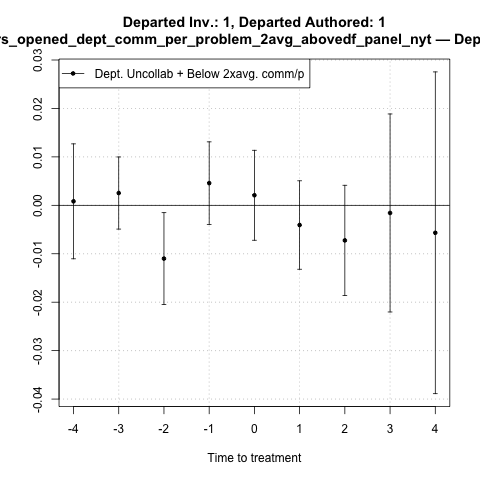 Departed Inv.: 1, Departed Authored: 1
rs_opened_dept_comm_per_problem_2avg_abovedf_panel_nyt — Dep
Dept. Uncollab + Below 2xavg. comm/p
0.03
0.02
0.01
0.00
-0.01
-0.02
-0.03
-0.04
-4 -3 -2 -1 0 1 2 3 4
Time to treatment